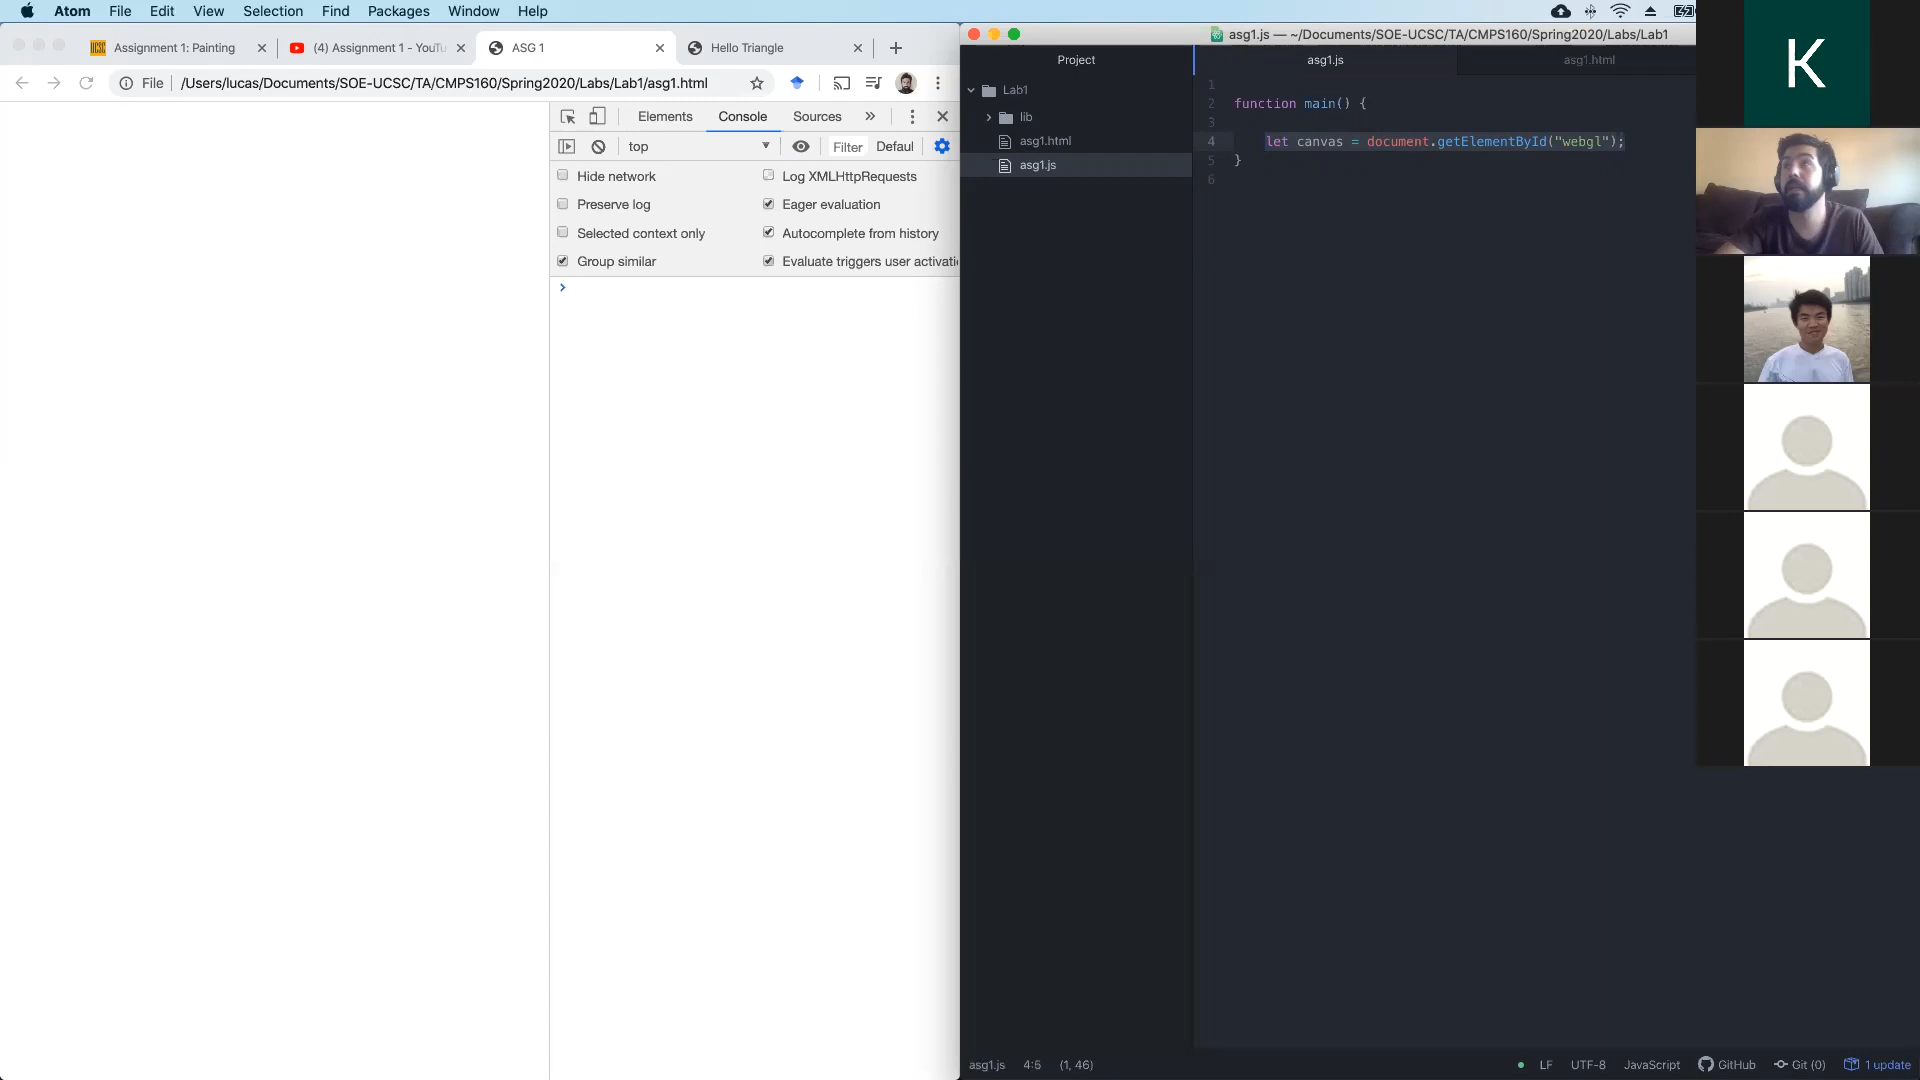 Atom File Edit View Selection Find Packages Window Help
UCSC Assignment 1: Painting
(4) Assignment 1 - YouTu
ASG 1
Hello Triangle
asg1.js — ~/Documents/SOE-UCSC/TA/CMPS160/Spring2020/Labs/Lab1
File
/Users/lucas/Documents/SOE-UCSC/TA/CMPS160/Spring2020/Labs/Lab1/asg1.html
Project
asg1.js
asg1.html
Elements Console Sources »
top
Filter
Defaul
Hide network
Log XMLHttpRequests
Preserve log
Eager evaluation
Selected context only
Autocomplete from history
Group similar
Evaluate triggers user activati
Lab1
lib
asg1.html
asg1.js
1
2 function main() {
3
4 let canvas = document.getElementById("webgl");
5 }
6
K
asg1.js 4:5 (1, 46)
LF UTF-8 JavaScript GitHub Git (0) 1 update